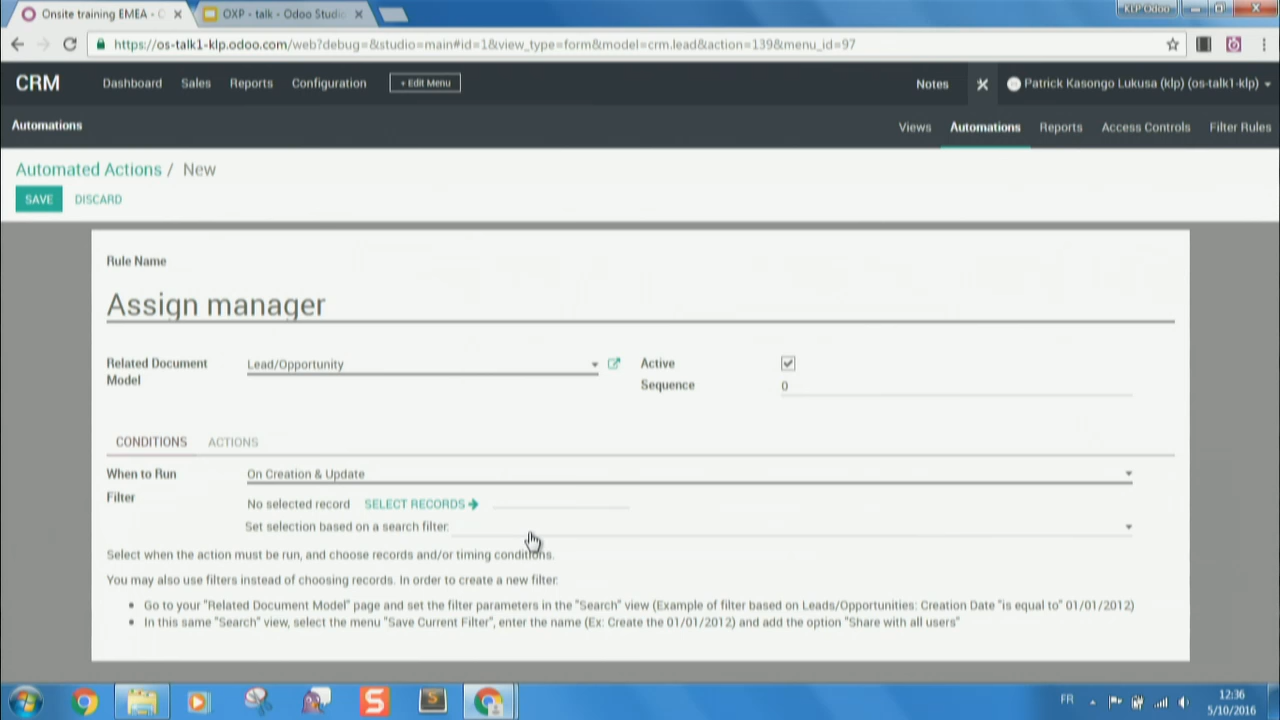 Onsite training EMEA - O
OXP - talk - Odoo Studi
KLP Odoo
https://os-talk1-klp.odoo.com/web?debug=&studio=main#id=1&view_type=form&model=crm.lead&action=139&menu_id=97
CRM Dashboard Sales Reports Configuration + Edit Menu Notes Patrick Kasongo Lukusa (klp) (os-talk1-klp)
Automations Views Automations Reports Access Controls Filter Rules
Automated Actions / New
SAVE DISCARD
Rule Name
Assign manager
Related Document Model Lead/Opportunity
Active
Sequence 0
CONDITIONS ACTIONS
When to Run On Creation & Update
Filter No selected record SELECT RECORDS
Set selection based on a search filter:
Select when the action must be run, and choose records and/or timing conditions.
You may also use filters instead of choosing records. In order to create a new filter:
Go to your "Related Document Model" page and set the filter parameters in the "Search" view (Example of filter based on Leads/Opportunities: Creation Date "is equal to" 01/01/2012)
In this same "Search" view, select the menu "Save Current Filter", enter the name (Ex: Create the 01/01/2012) and add the option "Share with all users"
FR 12:36
5/10/2016